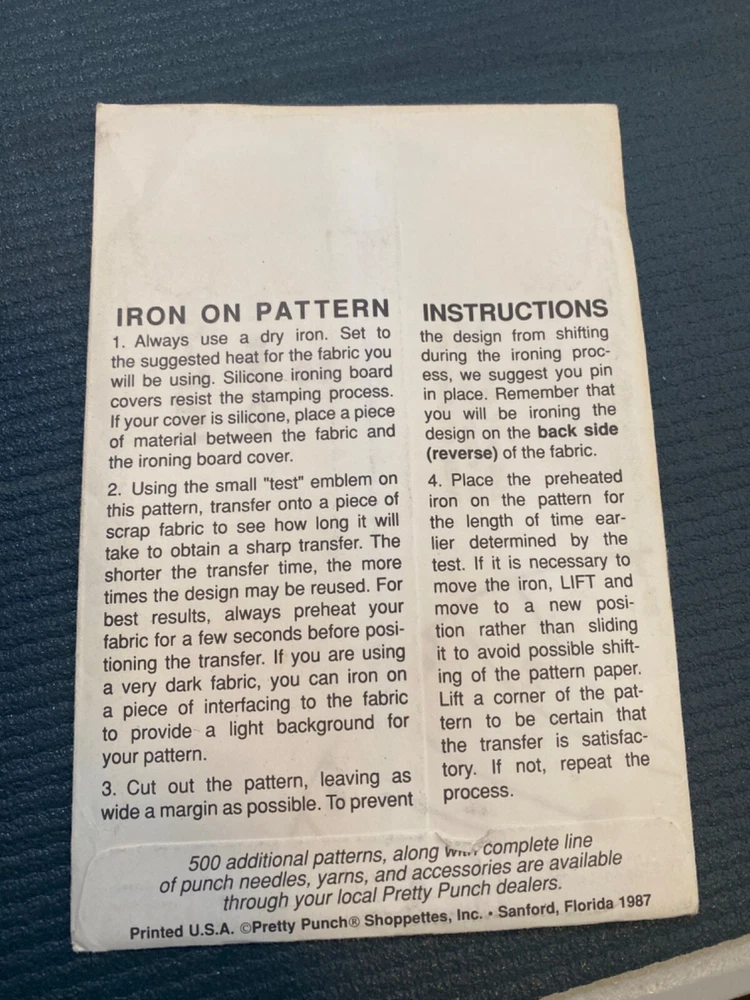 IRON ON PATTERN INSTRUCTIONS
1. Always use a dry iron. Set to
the suggested heat for the fabric you
will be using. Silicone ironing board
covers resist the stamping process.
If your cover is silicone, place a piece
of material between the fabric and
the ironing board cover.
2. Using the small "test" emblem on
this pattern, transfer onto a piece of
scrap fabric to see how long it will
take to obtain a sharp transfer. The
shorter the transfer time, the more
times the design may be reused. For
best results, always preheat your
fabric for a few seconds before posi-
tioning the transfer. If you are using
a very dark fabric, you can iron on
a piece of interfacing to the fabric
to provide a light background for
your pattern.
3. Cut out the pattern, leaving as
wide a margin as possible. To prevent
the design from shifting
during the ironing proc-
ess, we suggest you pin
in place. Remember that
you will be ironing the
design on the back side
(reverse) of the fabric.
4. Place the preheated
iron on the pattern for
the length of time ear-
lier determined by the
test. If it is necessary to
move the iron, LIFT and
move to a new posi-
tion rather than sliding
it to avoid possible shift-
ing of the pattern paper.
Lift a corner of the pat-
tern to be certain that
the transfer is satisfac-
tory. If not, repeat the
process.
500 additional patterns, along complete line
of punch needles, yarns, and accessories are available
through your local Pretty Punch dealers.
Printed U.S.A. ©Pretty Punch® Shoppettes, Inc. • Sanford, Florida 1987